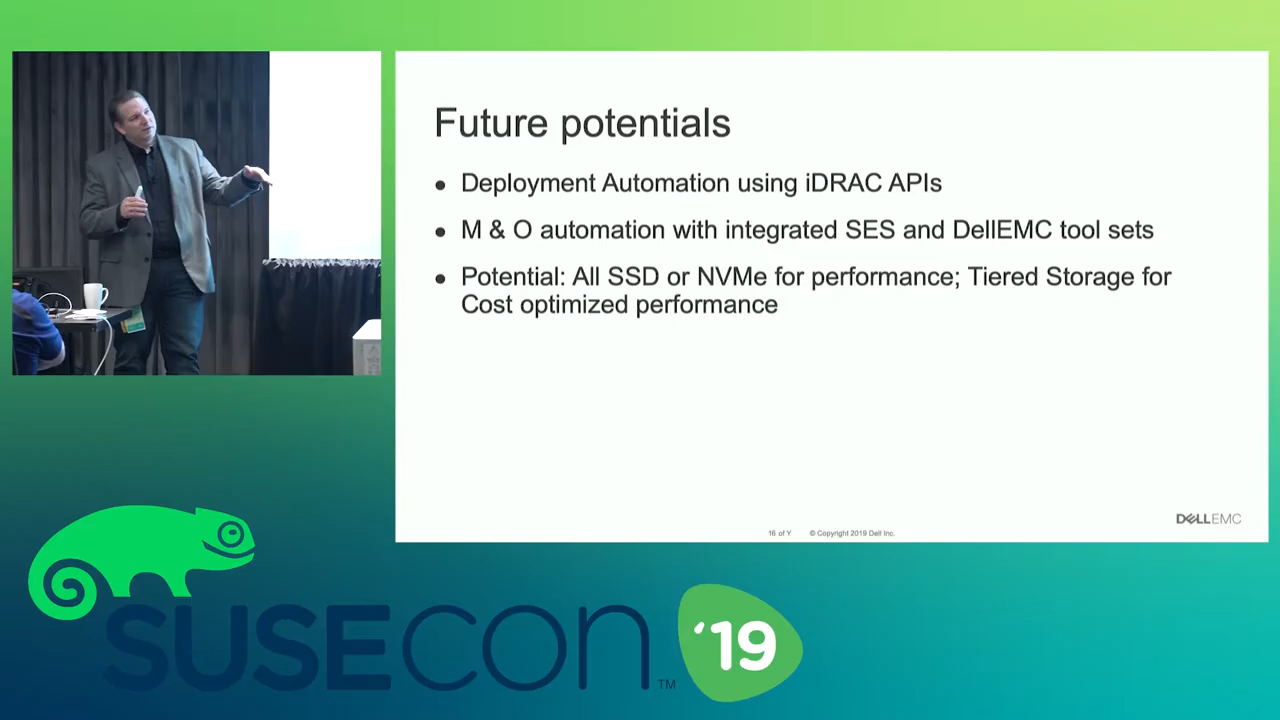 Future potentials
● Deployment Automation using iDRAC APIs
● M & O automation with integrated SES and DellEMC tool sets
● Potential: All SSD or NVMe for performance; Tiered Storage for
Cost optimized performance
DELLEMC
16 of Y © Copyright 2019 Dell Inc.
SUSECON TM '19